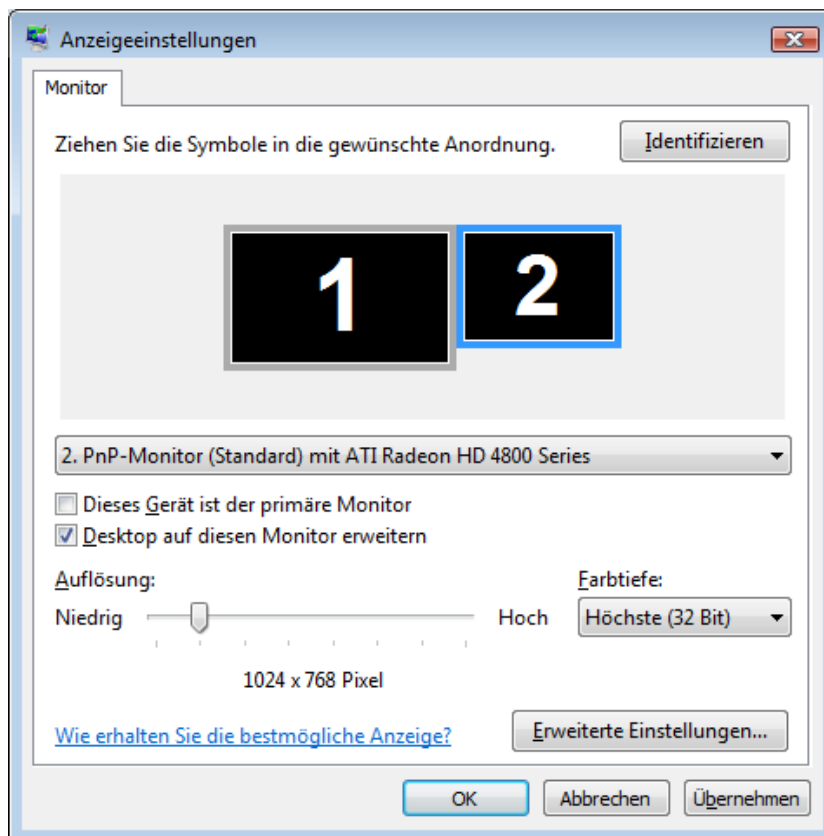 Anzeigeeinstellungen
Monitor
Ziehen Sie die Symbole in die gewünschte Anordnung.
Identifizieren
1
2
2. PnP-Monitor (Standard) mit ATI Radeon HD 4800 Series
Dieses Gerät ist der primäre Monitor
Desktop auf diesen Monitor erweitern
Auflösung:
Farbtiefe:
Niedrig
Hoch
Höchste (32 Bit)
1024 x 768 Pixel
Wie erhalten Sie die bestmögliche Anzeige?
Erweiterte Einstellungen...
OK
Abbrechen
Übernehmen